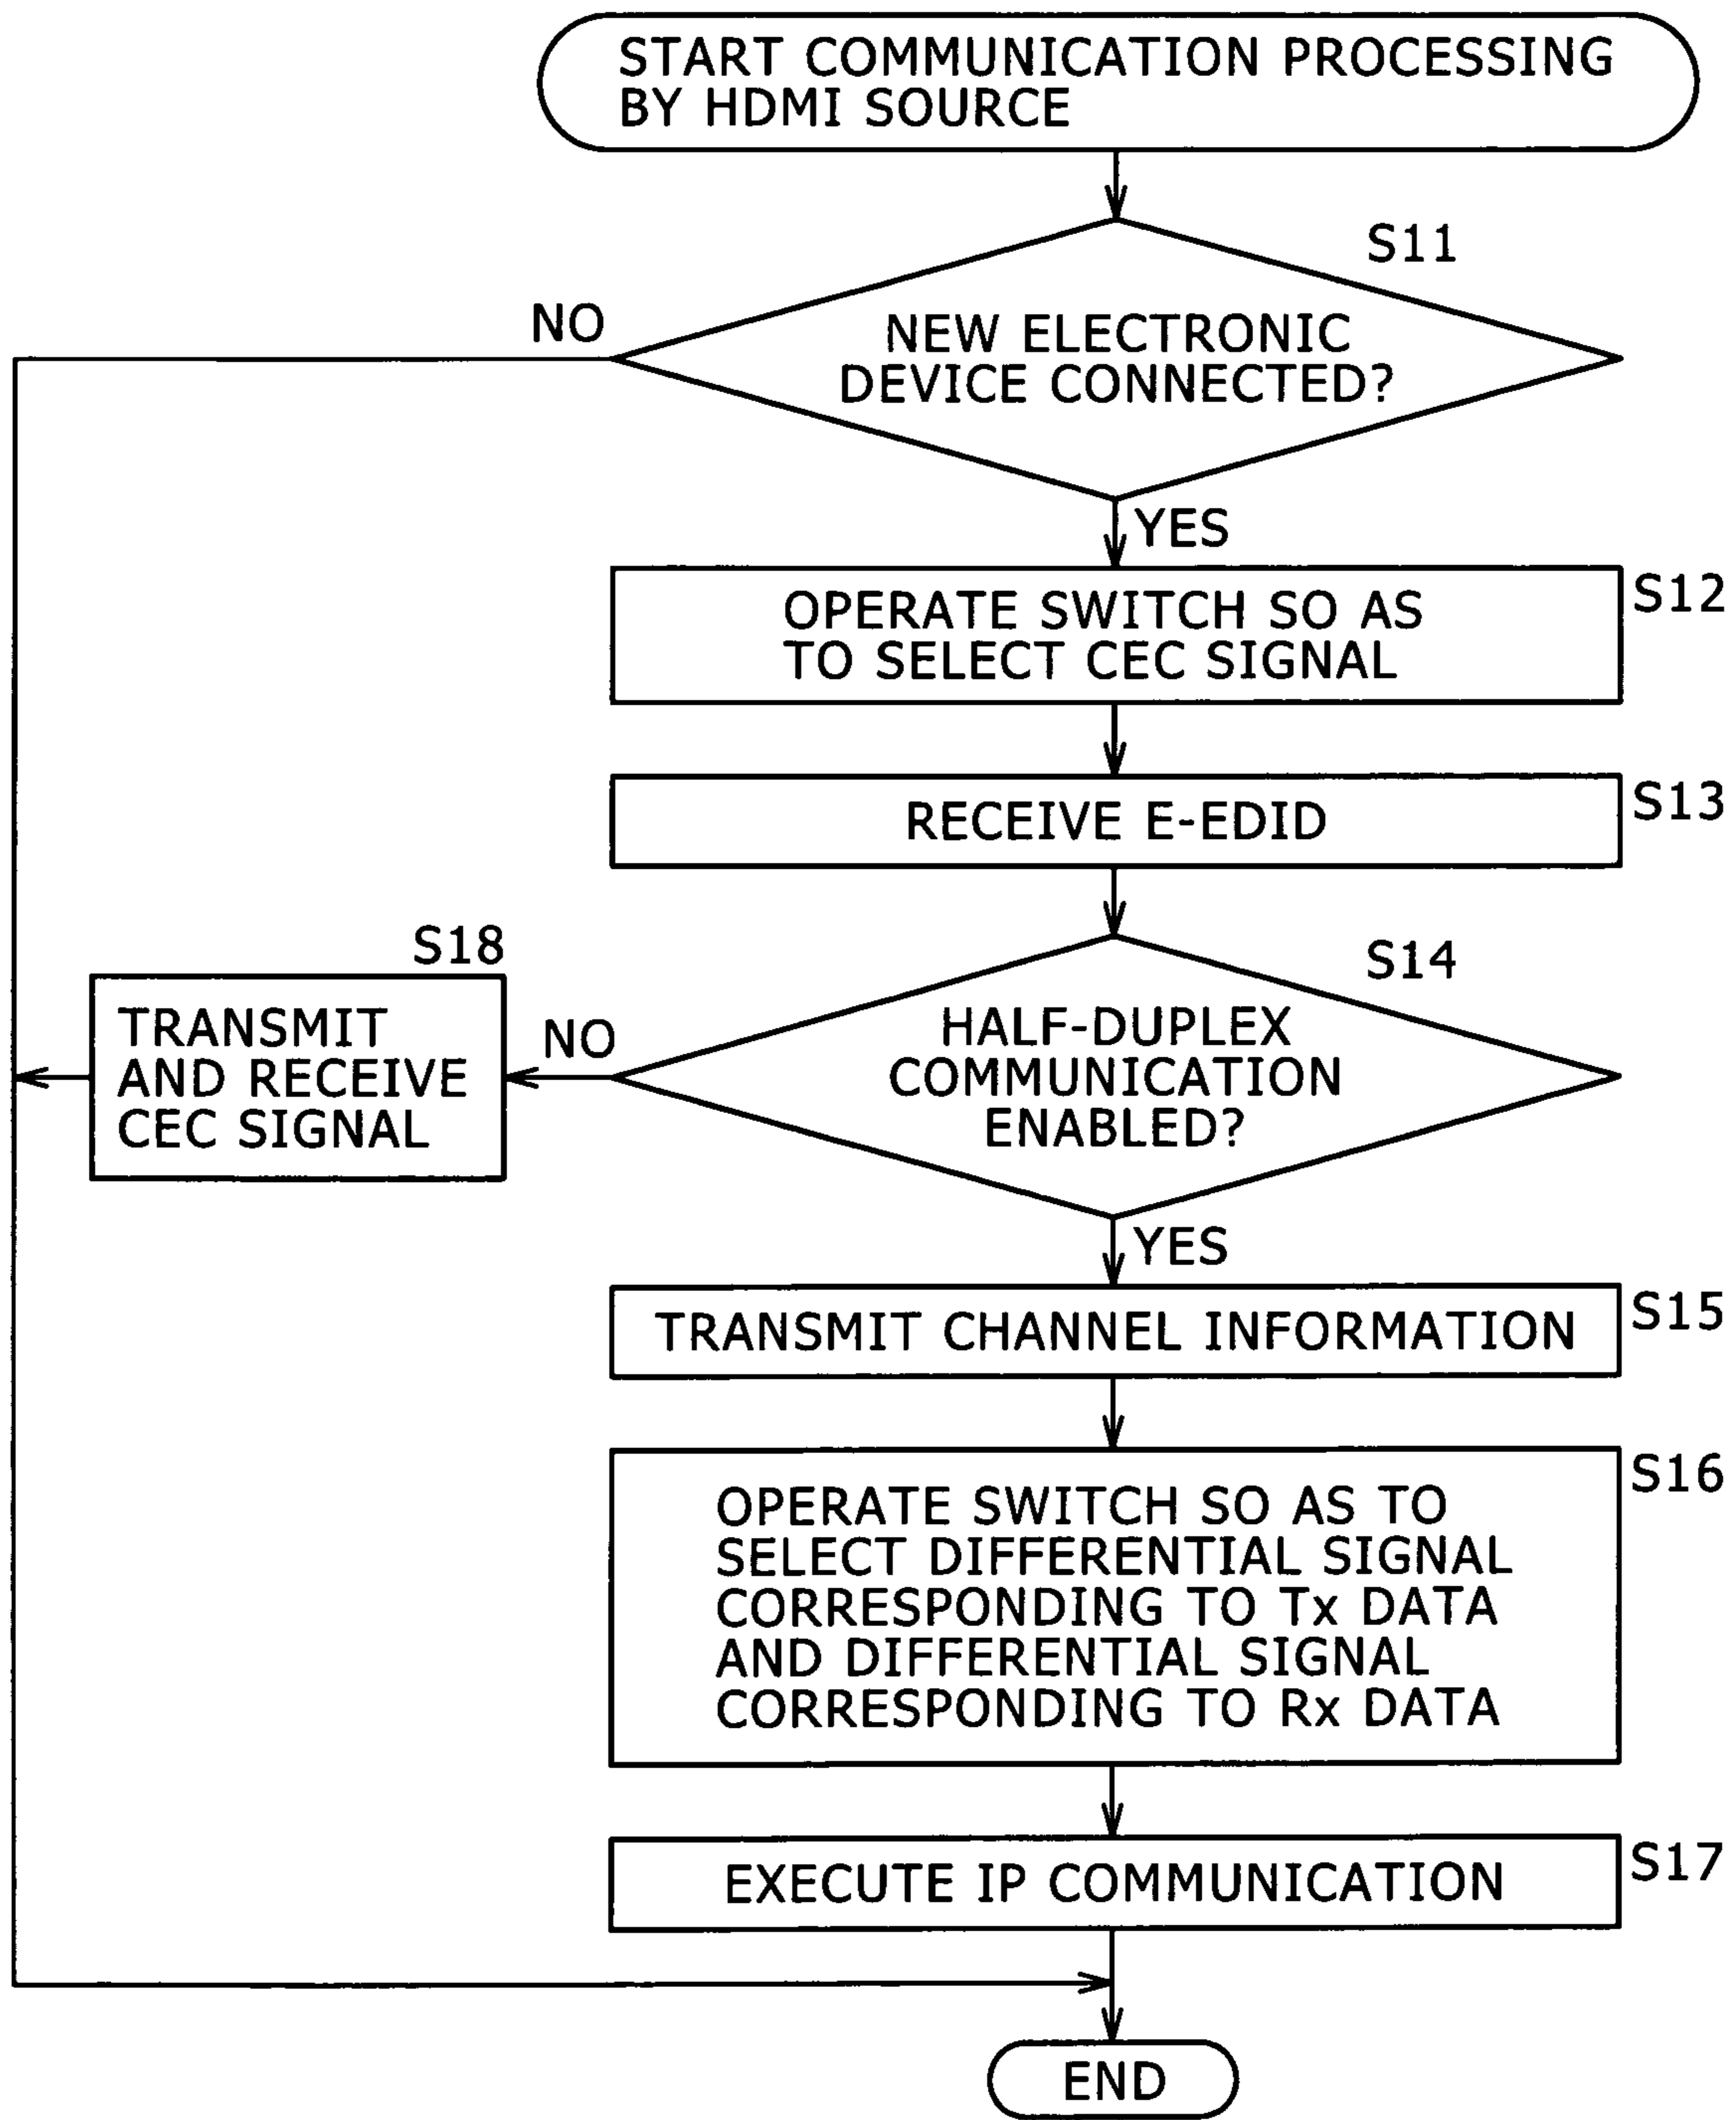 START COMMUNICATION PROCESSING
BY HDMI SOURCE
S11
NO
NEW ELECTRONIC
DEVICE CONNECTED?
YES
S12
OPERATE SWITCH SO AS
TO SELECT CEC SIGNAL
S13
RECEIVE E-EDID
S18
S14
TRANSMIT
AND RECEIVE
CEC SIGNAL
NO
HALF-DUPLEX
COMMUNICATION
ENABLED?
YES
S15
TRANSMIT CHANNEL INFORMATION
S16
OPERATE SWITCH SO AS TO
SELECT DIFFERENTIAL SIGNAL
CORRESPONDING TO Tx DATA
AND DIFFERENTIAL SIGNAL
CORRESPONDING TO Rx DATA
S17
EXECUTE IP COMMUNICATION
END